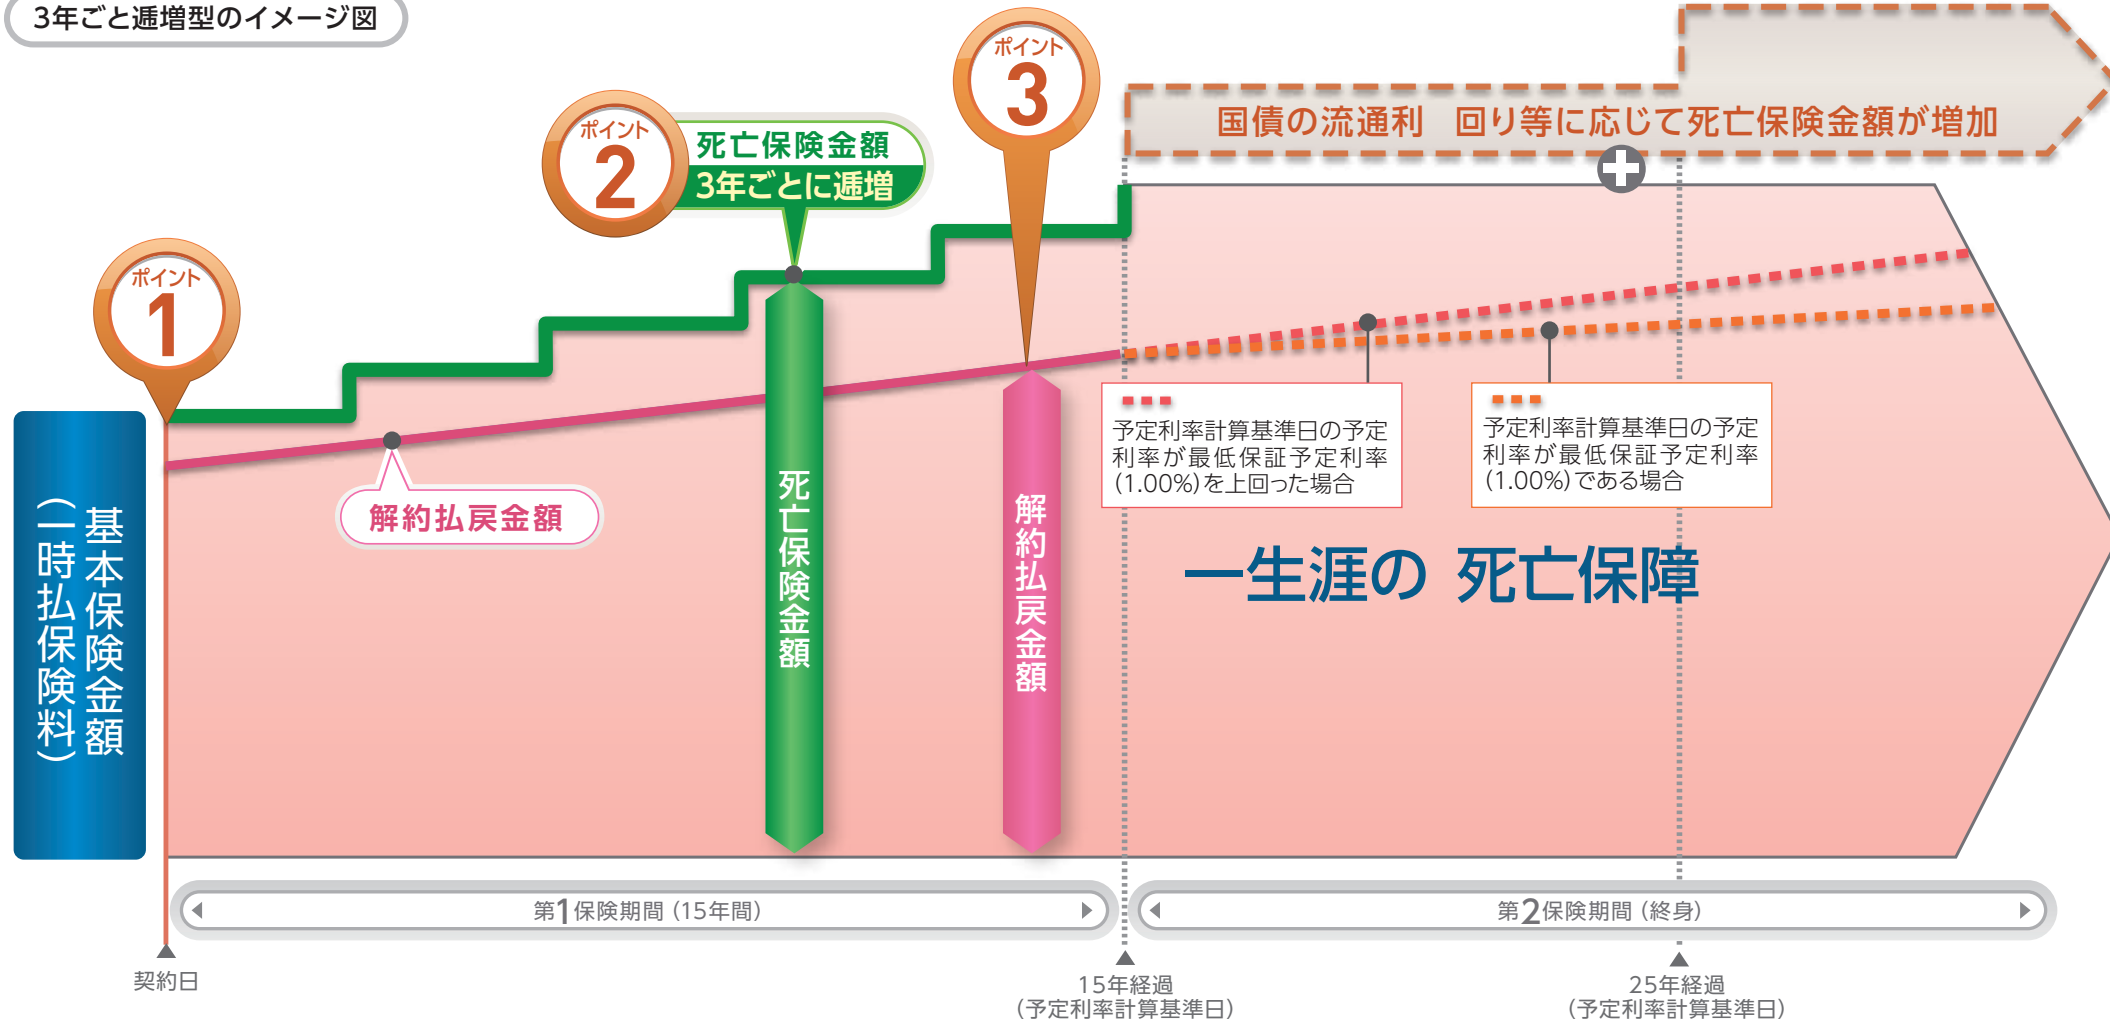 3年ごと逓増型のイメージ図
ポイント
1
ポイント
2
死亡保険金額
3年ごとに逓増
ポイント
3
国債の流通利 回り等に応じて死亡保険金額が増加
基本保険金額
(一時払保険料)
解約払戻金額
死亡保険金額
解約払戻金額
予定利率計算基準日の予定
利率が最低保証予定利率
(1.00%)を上回った場合
予定利率計算基準日の予定
利率が最低保証予定利率
(1.00%)である場合
一生涯の 死亡保障
第1保険期間(15年間)
第2保険期間(終身)
契約日
15年経過
(予定利率計算基準日)
25年経過
(予定利率計算基準日)